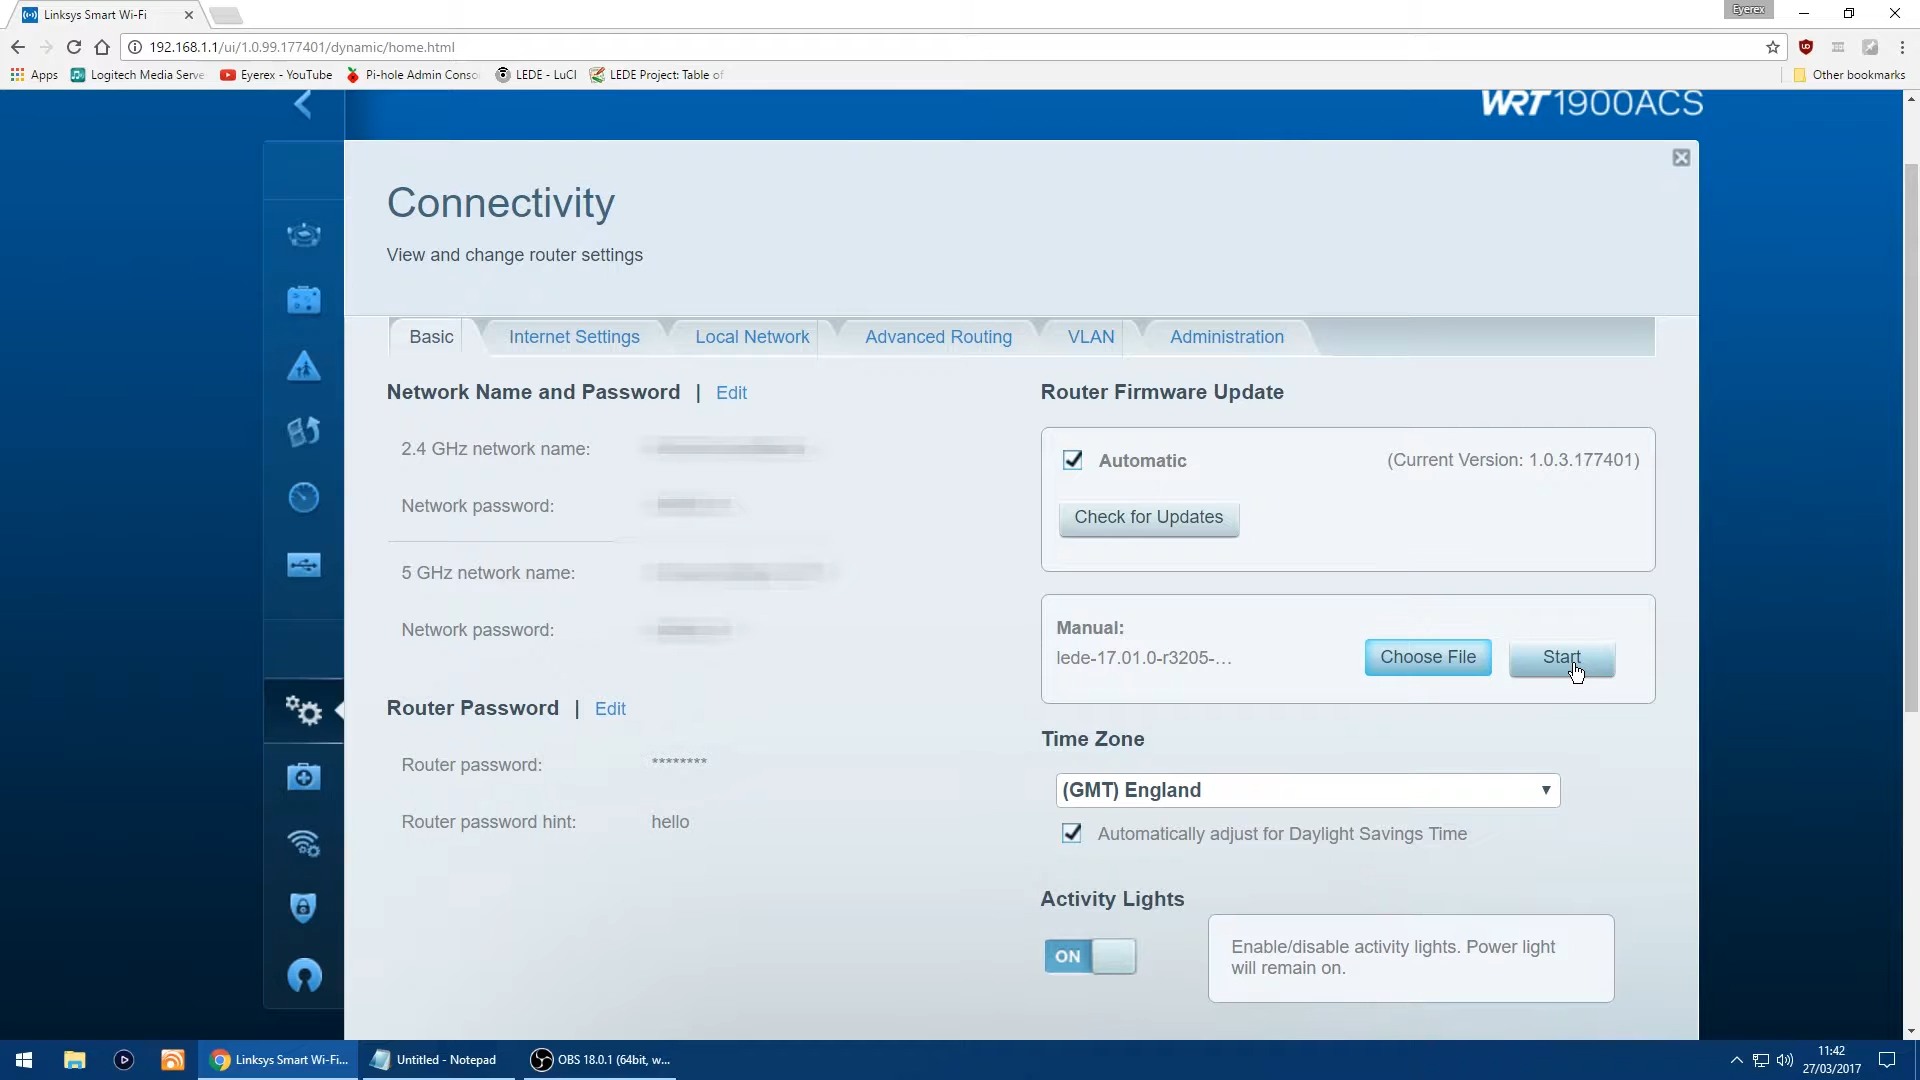 Linksys Smart Wi-Fi
Eyerex
192.168.1.1/ui/1.0.99.177401/dynamic/home.html
Apps
Logitech Media Serve
Eyerex - YouTube
Pi-hole Admin Conso
LEDE - LuCI
LEDE Project: Table of
Other bookmarks
WRT1900ACS
Connectivity
View and change router settings
Basic
Internet Settings
Local Network
Advanced Routing
VLAN
Administration
Network Name and Password | Edit
2.4 GHz network name:
Network password:
5 GHz network name:
Network password:
Router Password | Edit
Router password: ********
Router password hint: hello
Router Firmware Update
Automatic
(Current Version: 1.0.3.177401)
Check for Updates
Manual:
lede-17.01.0-r3205-...
Choose File
Start
Time Zone
(GMT) England
Automatically adjust for Daylight Savings Time
Activity Lights
ON
Enable/disable activity lights. Power light
will remain on.
Linksys Smart Wi-Fi...
Untitled - Notepad
OBS 18.0.1 (64bit, w...
11:42
27/03/2017